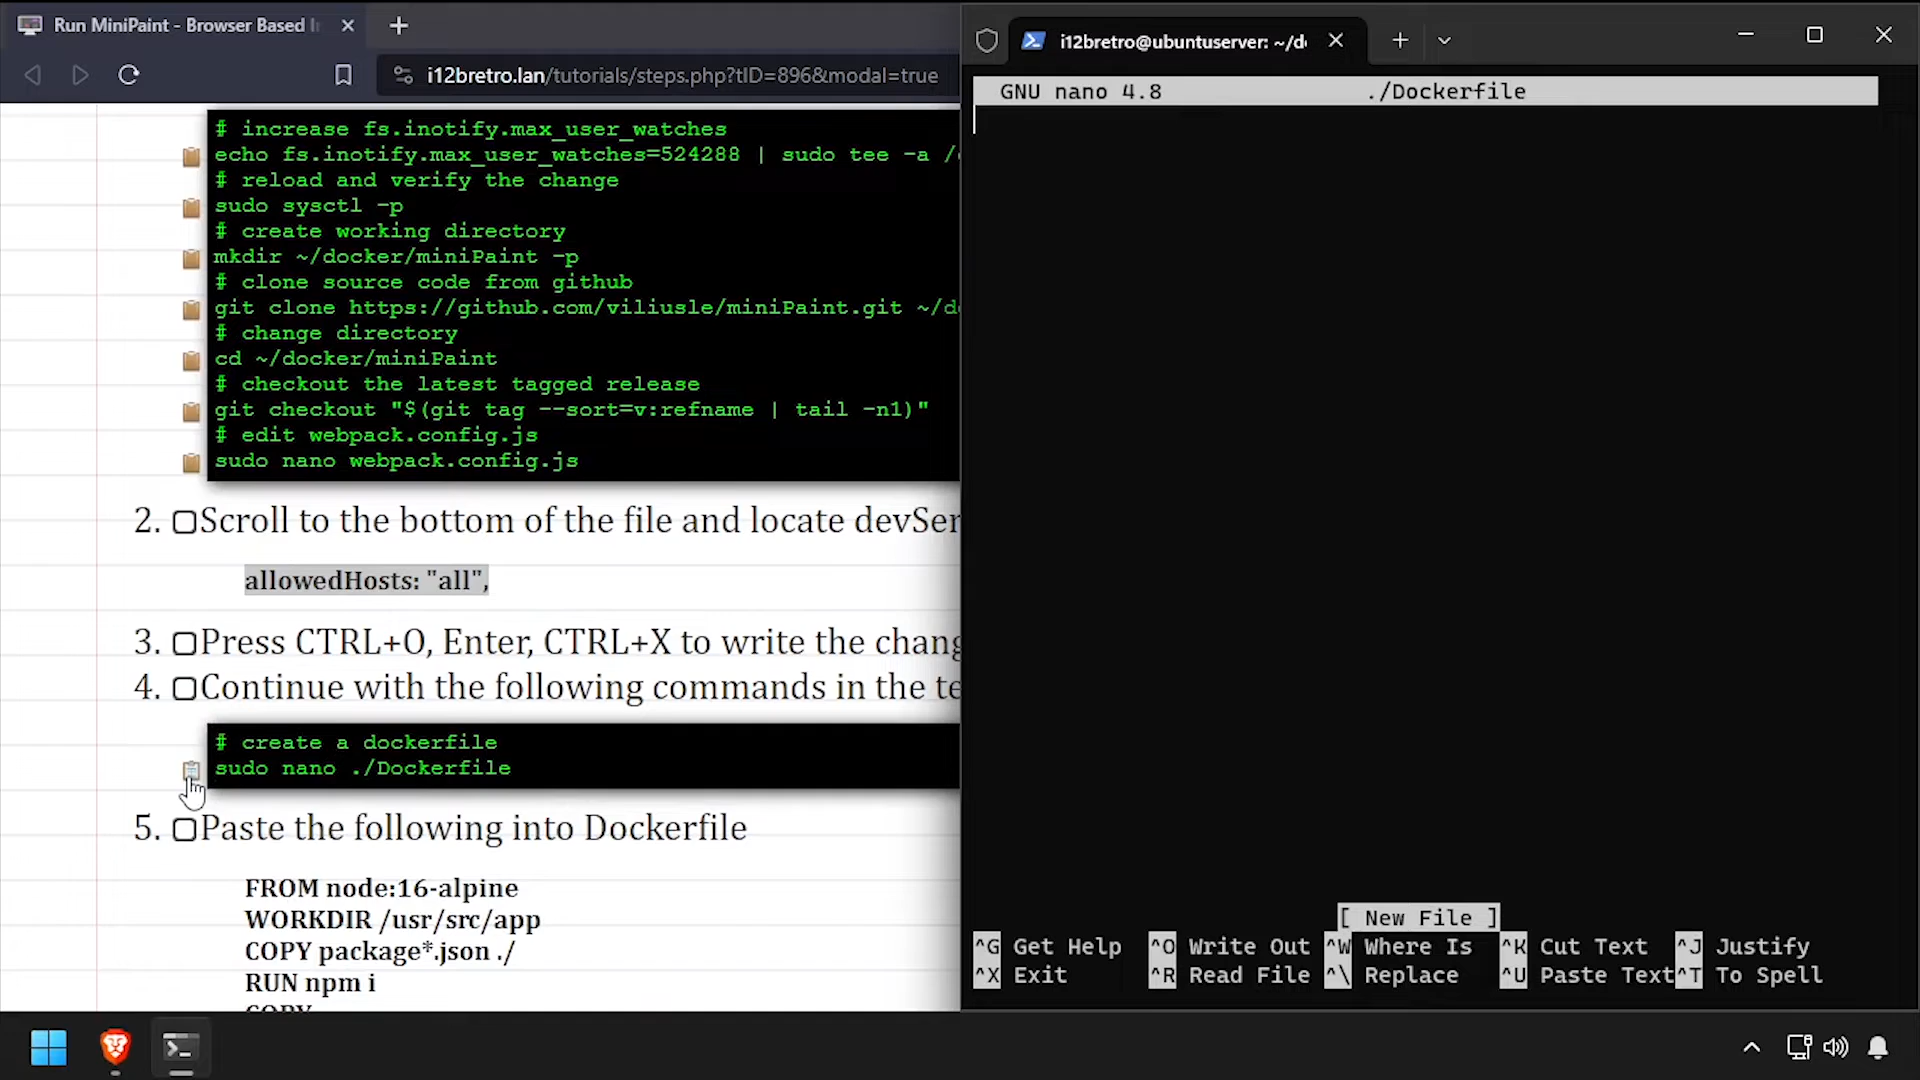 Run MiniPaint - Browser Based I
i12bretro.lan/tutorials/steps.php?tID=896&modal=true
# increase fs.inotify.max_user_watches
echo fs.inotify.max_user_watches=524288 | sudo tee -a /
# reload and verify the change
sudo sysctl -p
# create working directory
mkdir ~/docker/miniPaint -p
# clone source code from github
git clone https://github.com/viliusle/miniPaint.git ~/d
# change directory
cd ~/docker/miniPaint
# checkout the latest tagged release
git checkout "$(git tag --sort=v:refname | tail -n1)"
# edit webpack.config.js
sudo nano webpack.config.js
2. Scroll to the bottom of the file and locate devSer
allowedHosts: "all",
3. Press CTRL+O, Enter, CTRL+X to write the chang
4. Continue with the following commands in the te
# create a dockerfile
sudo nano ./Dockerfile
5. Paste the following into Dockerfile
FROM node:16-alpine
WORKDIR /usr/src/app
COPY package*.json ./
RUN npm i
COPY
i12bretro@ubuntuserver: ~/d
GNU nano 4.8 ./Dockerfile
[ New File ]
^G Get Help ^O Write Out ^W Where Is ^K Cut Text ^J Justify
^X Exit ^R Read File ^\ Replace ^U Paste Text ^T To Spell